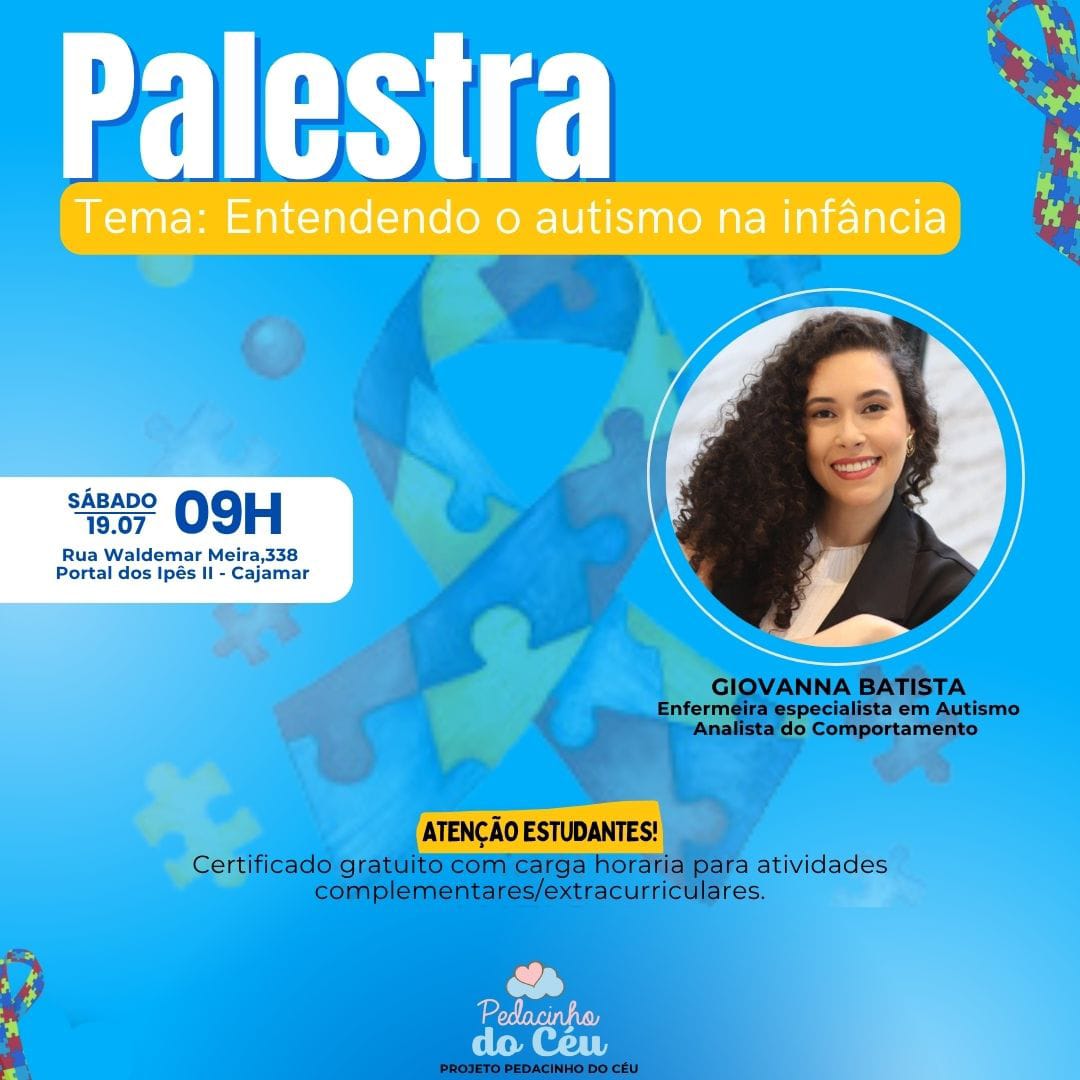 Palestra
Tema: Entendendo o autismo na infância
SÁBADO
19.07
09H
Rua Waldemar Meira,338
Portal dos Ipês II - Cajamar
GIOVANNA BATISTA
Enfermeira especialista em Autismo
Analista do Comportamento
ATENÇÃO ESTUDANTES!
Certificado gratuito com carga horaria para atividades
complementares/extracurriculares.
Pedacinho
do Céu
PROJETO PEDACINHO DO CÉU